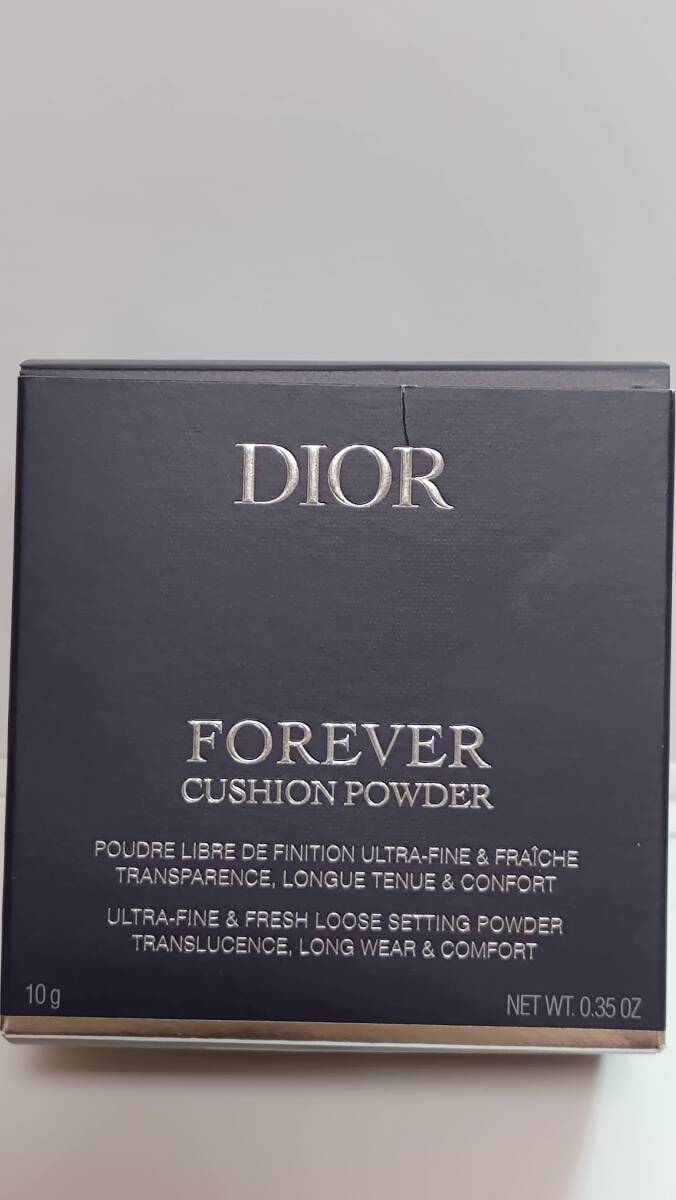 DIOR
FOREVER
CUSHION POWDER
POUDRE LIBRE DE FINITION ULTRA-FINE & FRAÎCHE
TRANSPARENCE, LONGUE TENUE & CONFORT
ULTRA-FINE & FRESH LOOSE SETTING POWDER
TRANSLUCENCE, LONG WEAR & COMFORT
10 g
NET WT. 0.35 OZ